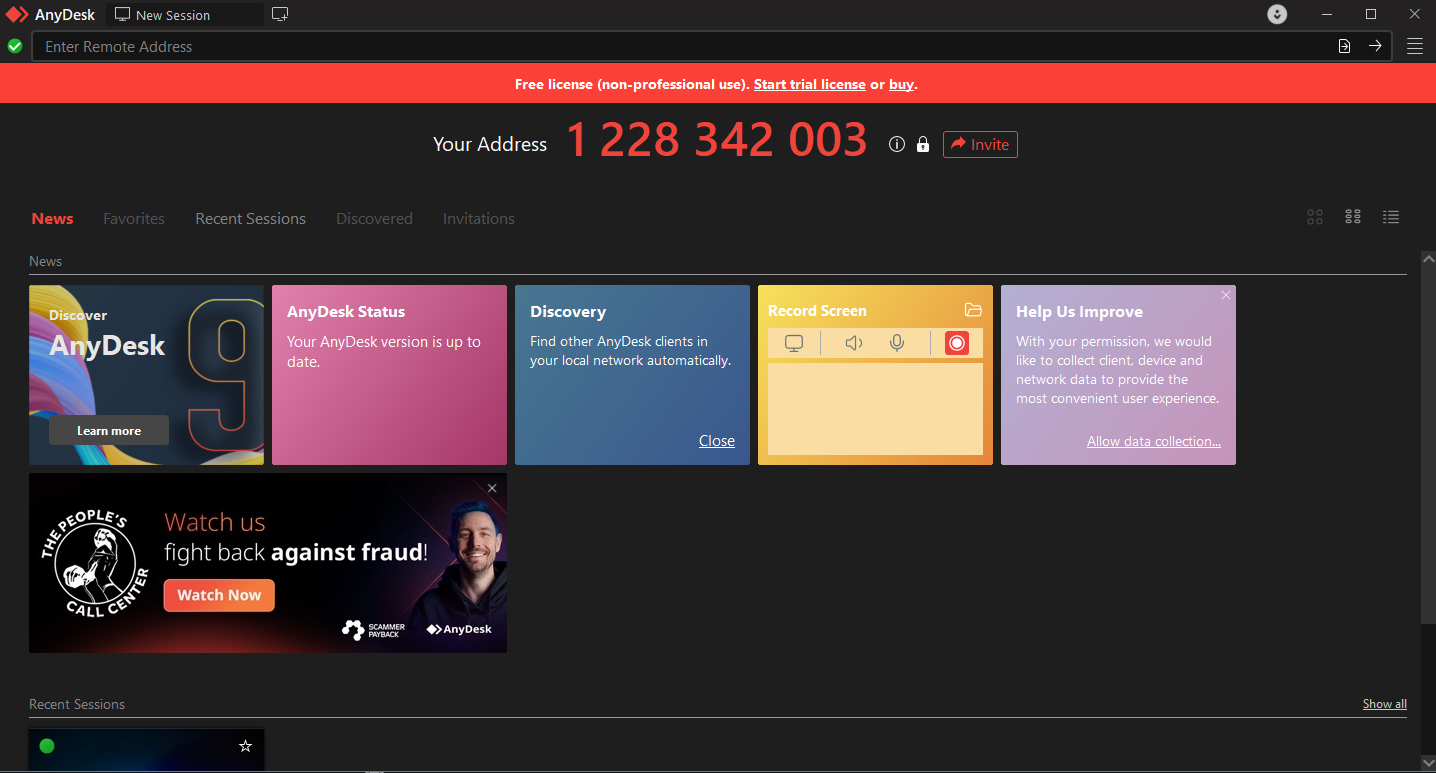 AnyDesk
New Session
Enter Remote Address
Free license (non-professional use). Start trial license or buy.
Your Address
1 228 342 003
Invite
News
Favorites
Recent Sessions
Discovered
Invitations
News
Discover
AnyDesk
9
Learn more
AnyDesk Status
Your AnyDesk version is up to
date.
Discovery
Find other AnyDesk clients in
your local network automatically.
Close
Record Screen
Help Us Improve
With your permission, we would
like to collect client, device and
network data to provide the
most convenient user experience.
Allow data collection...
THE PEOPLE'S
CALL CENTER
Watch us
fight back against fraud!
Watch Now
SCAMMER
PAYBACK
AnyDesk
Recent Sessions
Show all